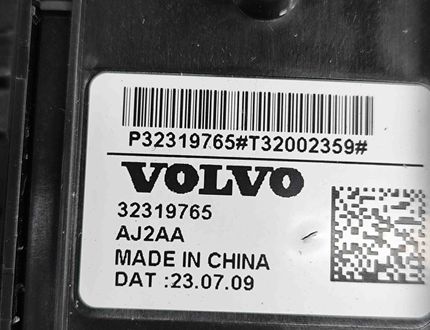 P32319765#T32002359#
VOLVO
32319765
AJ2AA
MADE IN CHINA
DAT :23.07.09